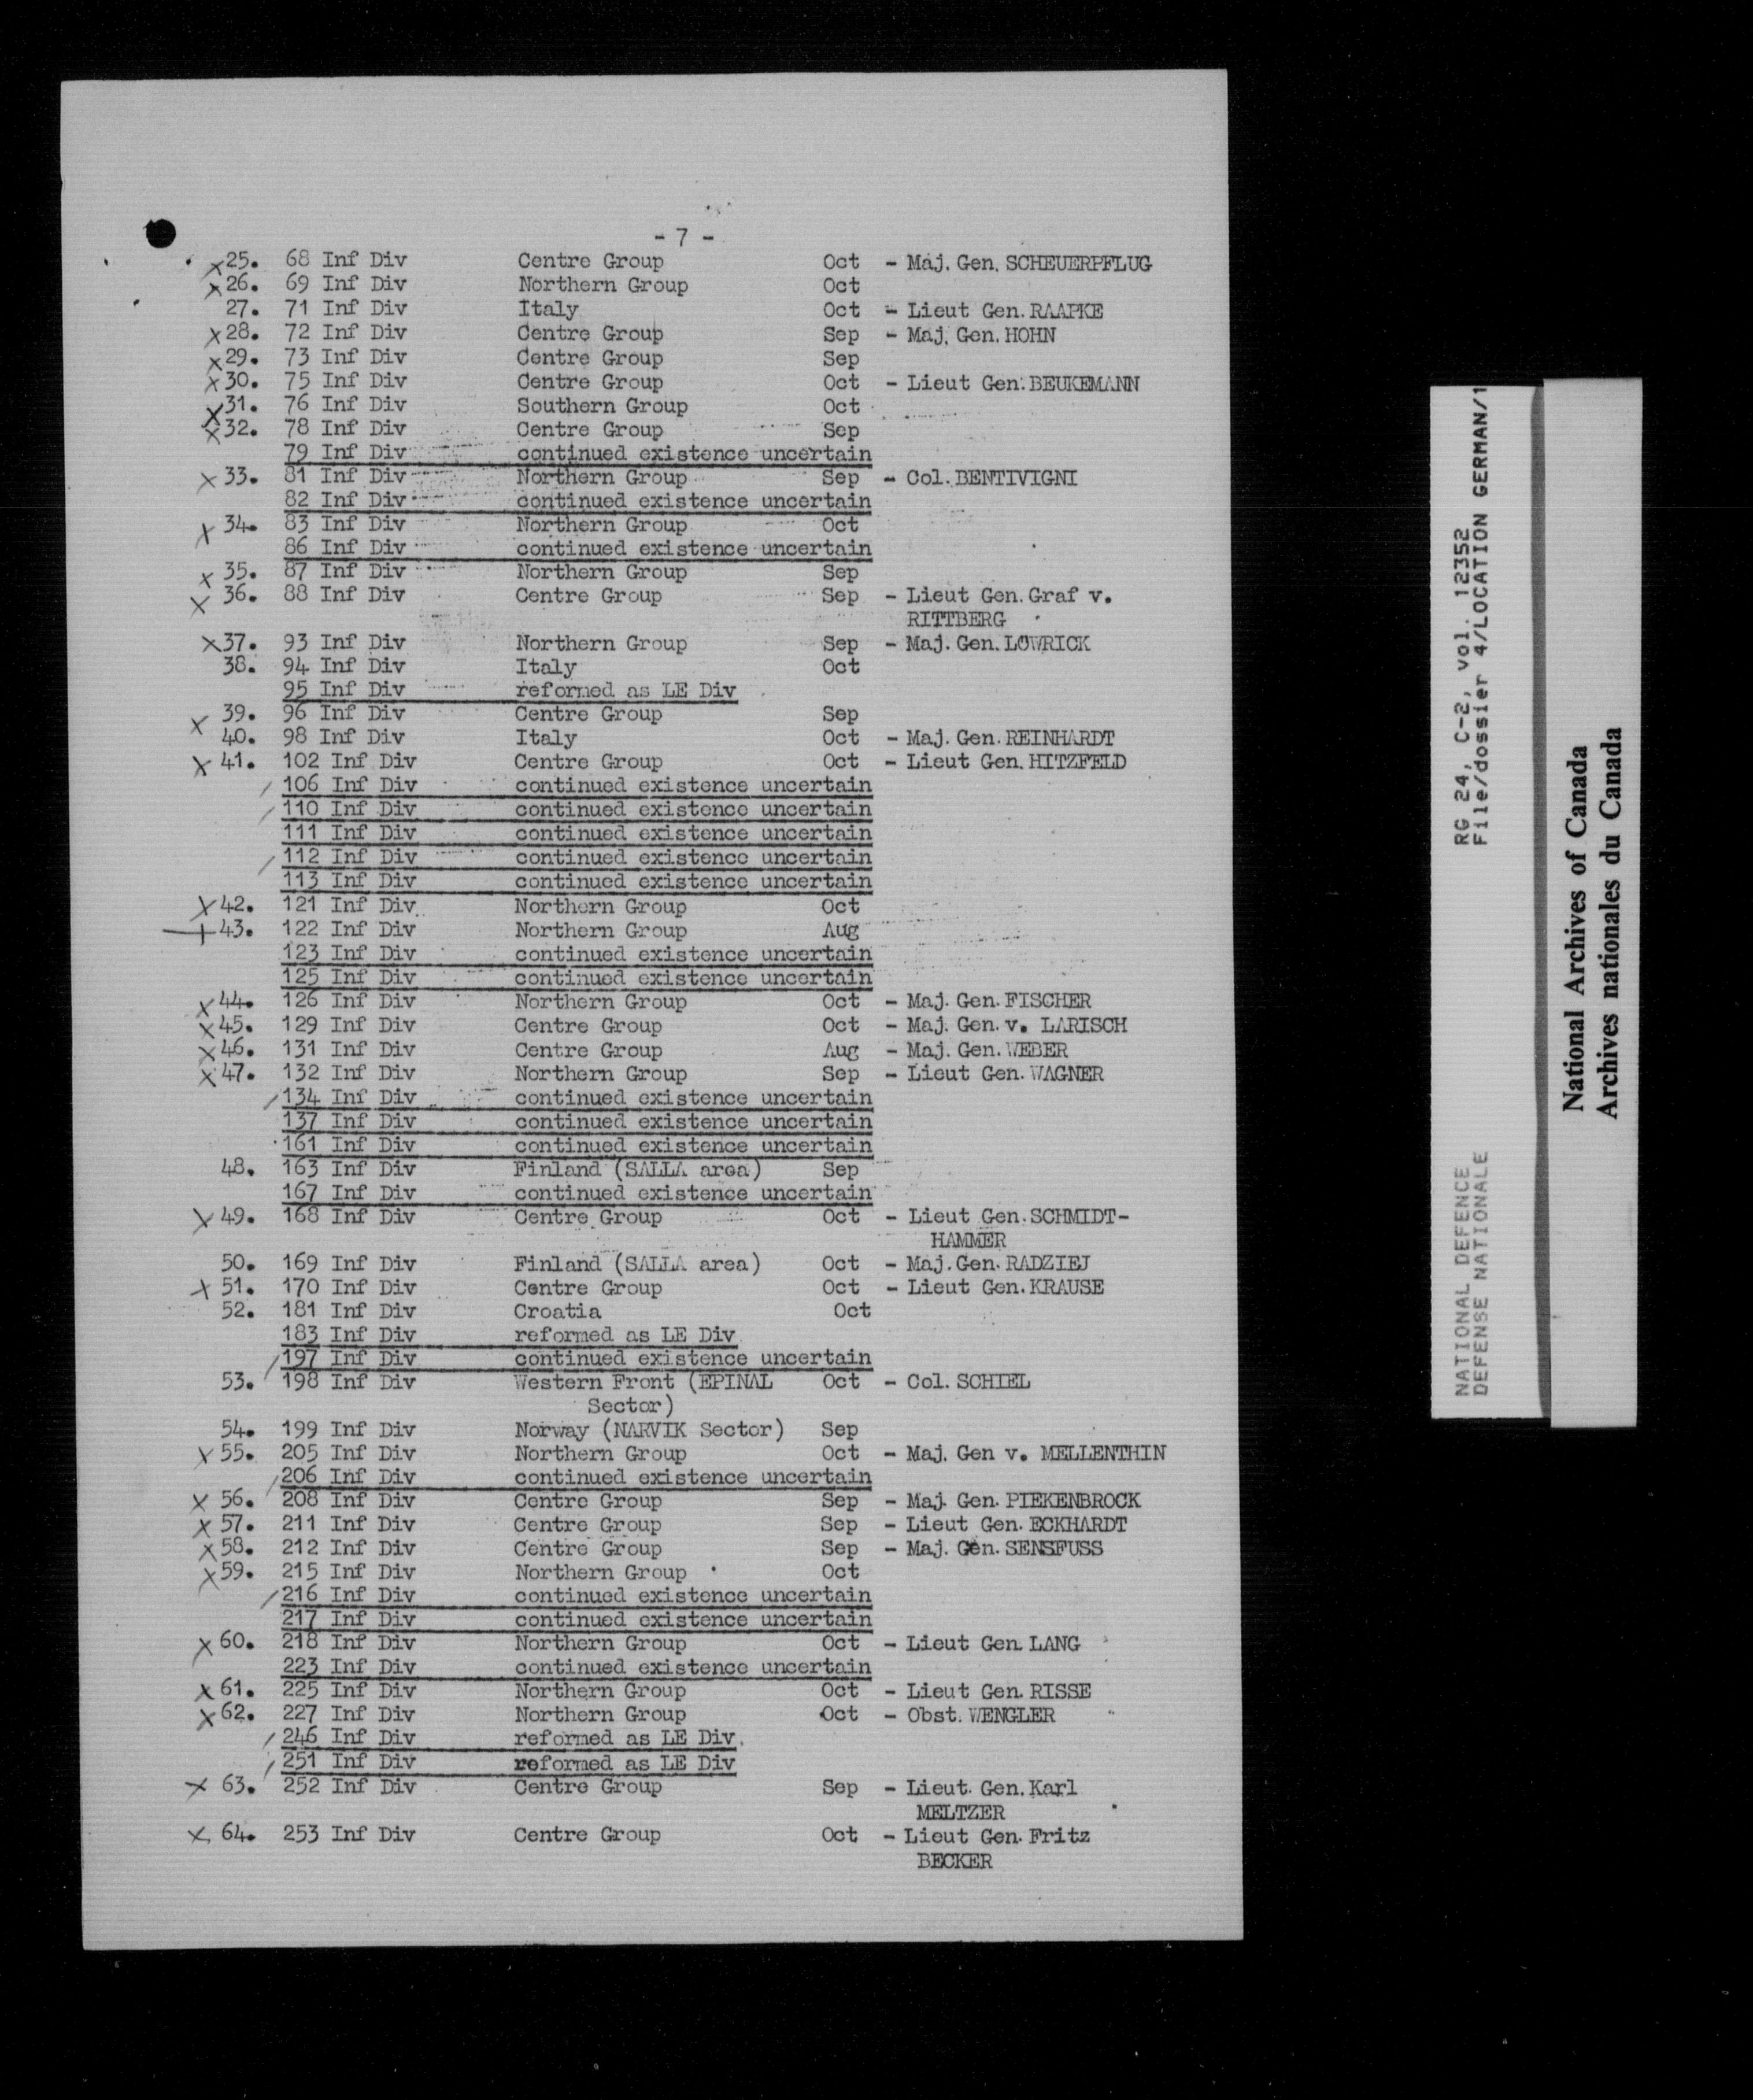 - 7 -
x 25. 68 Inf Div Centre Group Oct - Maj. Gen. SCHEUERPFLUG
x 26. 69 Inf Div Northern Group Oct
27. 71 Inf Div Italy Oct - Lieut Gen. RAAPKE
x 28. 72 Inf Div Centre Group Sep - Maj. Gen. HOHN
x 29. 73 Inf Div Centre Group Sep
x 30. 75 Inf Div Centre Group Oct - Lieut Gen. BEUKEMANN
x 31. 76 Inf Div Southern Group Oct
x 32. 78 Inf Div Centre Group Sep
79 Inf Div continued existence uncertain
x 33. 81 Inf Div Northern Group Sep - Col. BENTIVIGNI
82 Inf Div continued existence uncertain
x 34. 83 Inf Div Northern Group Oct
86 Inf Div continued existence uncertain
x 35. 87 Inf Div Northern Group Sep
x 36. 88 Inf Div Centre Group Sep - Lieut Gen. Graf v.
RITTBERG
x 37. 93 Inf Div Northern Group Sep - Maj. Gen. LOWRICK
38. 94 Inf Div Italy Oct
95 Inf Div reformed as LE Div
x 39. 96 Inf Div Centre Group Sep
40. 98 Inf Div Italy Oct - Maj. Gen. REINHARDT
x 41. 102 Inf Div Centre Group Oct - Lieut Gen. HITZFELD
/ 106 Inf Div continued existence uncertain
/ 110 Inf Div continued existence uncertain
111 Inf Div continued existence uncertain
/ 112 Inf Div continued existence uncertain
113 Inf Div continued existence uncertain
x 42. 121 Inf Div Northern Group Oct
x 43. 122 Inf Div Northern Group Aug
123 Inf Div continued existence uncertain
125 Inf Div continued existence uncertain
x 44. 126 Inf Div Northern Group Oct - Maj. Gen. FISCHER
x 45. 129 Inf Div Centre Group Oct - Maj. Gen. v. LARISCH
x 46. 131 Inf Div Centre Group Aug - Maj. Gen. WEBER
x 47. 132 Inf Div Northern Group Sep - Lieut Gen. WAGNER
/ 134 Inf Div continued existence uncertain
137 Inf Div continued existence uncertain
161 Inf Div continued existence uncertain
48. 163 Inf Div Finland (SALLA area) Sep
167 Inf Div continued existence uncertain
x 49. 168 Inf Div Centre Group Oct - Lieut Gen. SCHMIDT-
HAMMER
50. 169 Inf Div Finland (SALLA area) Oct - Maj. Gen. RADZIEJ
x 51. 170 Inf Div Centre Group Oct - Lieut Gen. KRAUSE
52. 181 Inf Div Croatia Oct
183 Inf Div reformed as LE Div
/ 197 Inf Div continued existence uncertain
53. 198 Inf Div Western Front (EPINAL Oct - Col. SCHIEL
Sector)
54. 199 Inf Div Norway (NARVIK Sector) Sep
x 55. 205 Inf Div Northern Group Oct - Maj. Gen v. MELLENTHIN
/ 206 Inf Div continued existence uncertain
x 56. 208 Inf Div Centre Group Sep - Maj. Gen. PIEKENBROCK
x 57. 211 Inf Div Centre Group Sep - Lieut Gen. ECKHARDT
x 58. 212 Inf Div Centre Group Sep - Maj. Gen. SENSFUSS
x 59. 215 Inf Div Northern Group Oct
/ 216 Inf Div continued existence uncertain
217 Inf Div continued existence uncertain
x 60. 218 Inf Div Northern Group Oct - Lieut Gen. LANG
223 Inf Div continued existence uncertain
x 61. 225 Inf Div Northern Group Oct - Lieut Gen. RISSE
x 62. 227 Inf Div Northern Group Oct - Obst. WENGLER
/ 246 Inf Div reformed as LE Div
/ 251 Inf Div reformed as LE Div
x 63. 252 Inf Div Centre Group Sep - Lieut. Gen. Karl
MELTZER
x 64. 253 Inf Div Centre Group Oct - Lieut Gen. Fritz
BECKER
NATIONAL DEFENCE RG 24, C-2, vol. 12352
DEFENSE NATIONALE File/dossier 4/LOCATION GERMAN/1
National Archives of Canada
Archives nationales du Canada